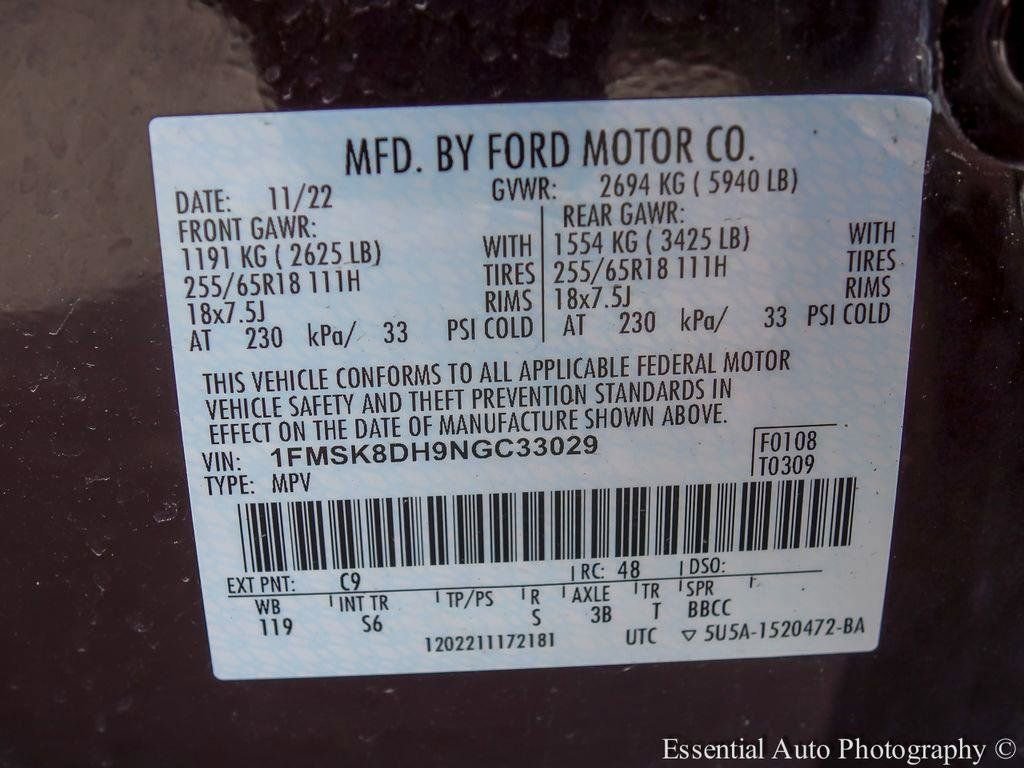 MFD. BY FORD MOTOR CO.
DATE: 11/22 GVWR: 2694 KG ( 5940 LB)
FRONT GAWR: REAR GAWR:
1191 KG ( 2625 LB) WITH 1554 KG ( 3425 LB) WITH
255/65R18 111H TIRES 255/65R18 111H TIRES
18x7.5J RIMS 18x7.5J RIMS
AT 230 kPa/ 33 PSI COLD AT 230 kPa/ 33 PSI COLD
THIS VEHICLE CONFORMS TO ALL APPLICABLE FEDERAL MOTOR
VEHICLE SAFETY AND THEFT PREVENTION STANDARDS IN
EFFECT ON THE DATE OF MANUFACTURE SHOWN ABOVE.
VIN: 1FMSK8DH9NGC33029 F0108
TYPE: MPV T0309
EXT PNT: C9 RC: 48 DSO:
WB INT TR TP/PS R AXLE TR SPR
119 S6 S 3B T BBCC
1202211172181 UTC ▽ 5U5A-1520472-BA
Essential Auto Photography ©